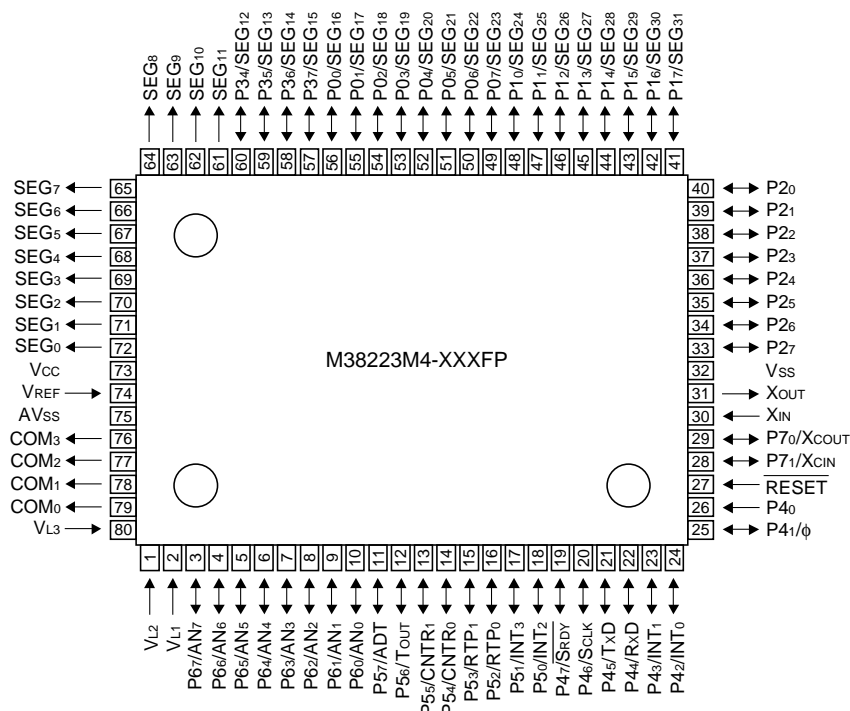 SEG8
SEG9
SEG10
SEG11
P34/SEG12
P35/SEG13
P36/SEG14
P37/SEG15
P00/SEG16
P01/SEG17
P02/SEG18
P03/SEG19
P04/SEG20
P05/SEG21
P06/SEG22
P07/SEG23
P10/SEG24
P11/SEG25
P12/SEG26
P13/SEG27
P14/SEG28
P15/SEG29
P16/SEG30
P17/SEG31
64 63 62 61 60 59 58 57 56 55 54 53 52 51 50 49 48 47 46 45 44 43 42 41
SEG7 65
SEG6 66
SEG5 67
SEG4 68
SEG3 69
SEG2 70
SEG1 71
SEG0 72
VCC 73
VREF 74
AVSS 75
COM3 76
COM2 77
COM1 78
COM0 79
VL3 80
M38223M4-XXXFP
40 P20
39 P21
38 P22
37 P23
36 P24
35 P25
34 P26
33 P27
32 VSS
31 XOUT
30 XIN
29 P70/XCOUT
28 P71/XCIN
27 RESET
26 P40
25 P41/ϕ
1 2 3 4 5 6 7 8 9 10 11 12 13 14 15 16 17 18 19 20 21 22 23 24
VL2
VL1
P67/AN7
P66/AN6
P65/AN5
P64/AN4
P63/AN3
P62/AN2
P61/AN1
P60/AN0
P57/ADT
P56/TOUT
P55/CNTR1
P54/CNTR0
P53/RTP1
P52/RTP0
P51/INT3
P50/INT2
P47/SRDY
P46/SCLK
P45/TXD
P44/RXD
P43/INT1
P42/INT0